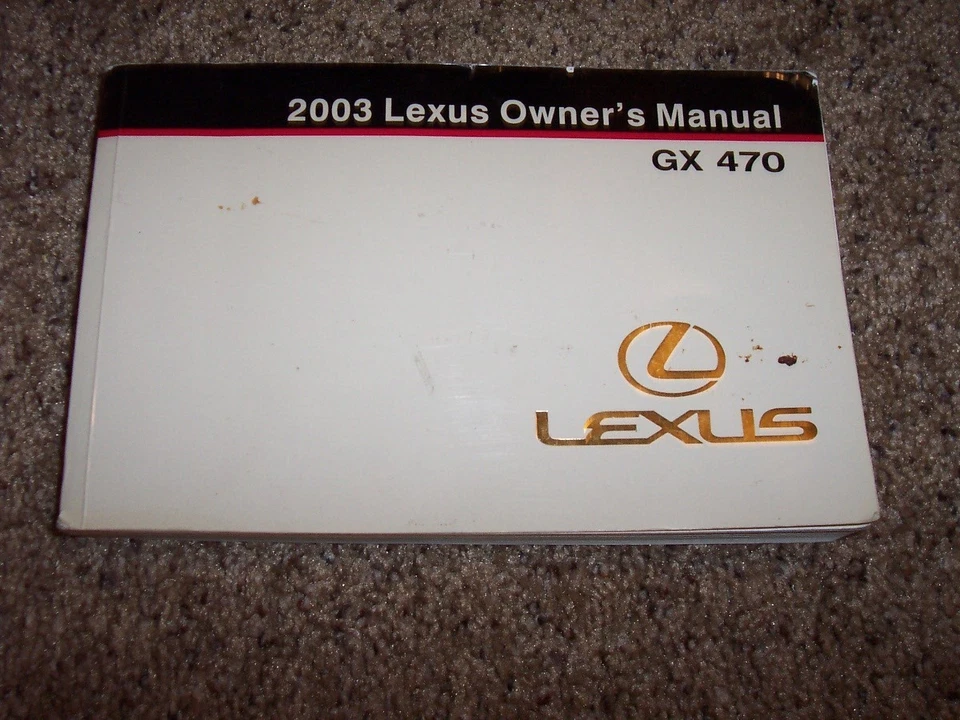 2003 Lexus Owner's Manual
GX 470
LEXUS